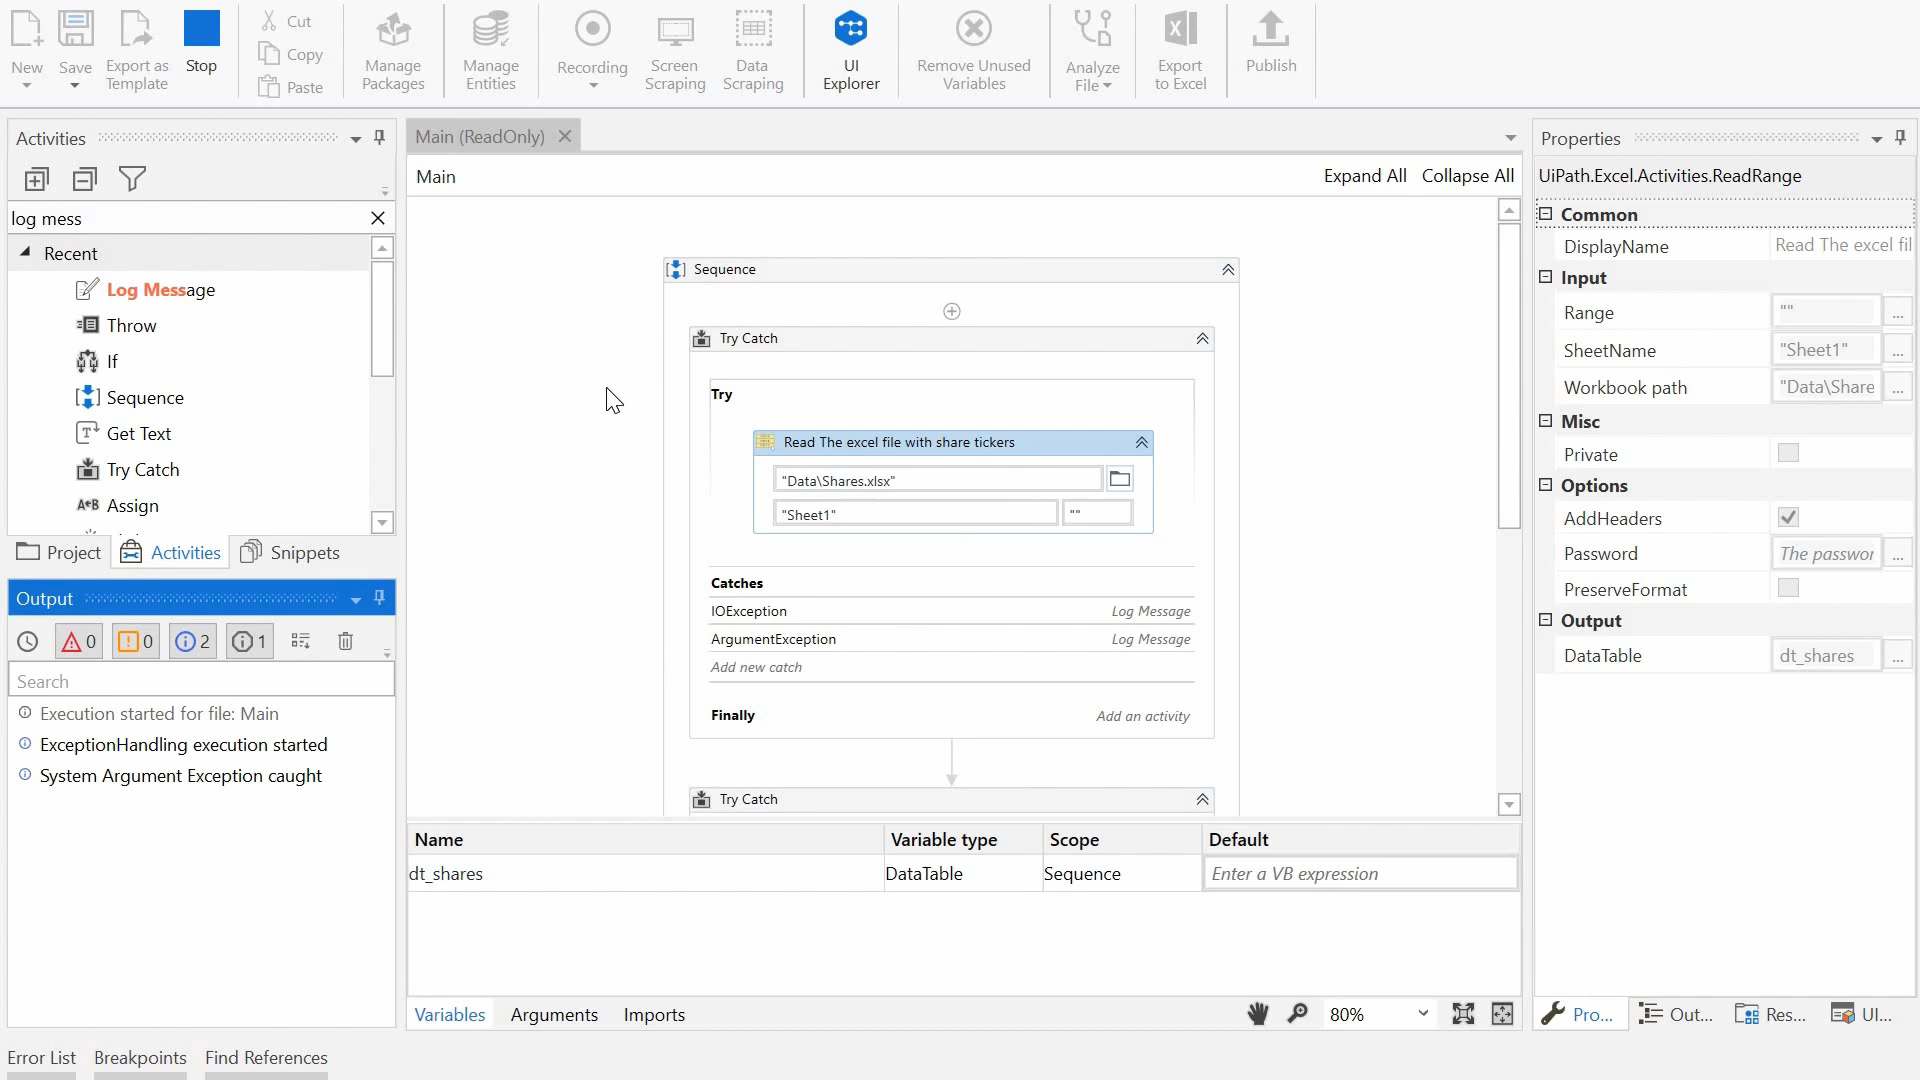 New
Save
Export as
Template
Stop
Cut
Copy
Paste
Manage
Packages
Manage
Entities
Recording
Screen
Scraping
Data
Scraping
UI
Explorer
Remove Unused
Variables
Analyze
File
Export
to Excel
Publish
Activities
log mess
Recent
Log Message
Throw
If
Sequence
Get Text
Try Catch
A+B Assign
Project
Activities
Snippets
Output
0
0
2
1
Search
Execution started for file: Main
ExceptionHandling execution started
System Argument Exception caught
Main (ReadOnly)
Main
Expand All
Collapse All
Sequence
Try Catch
Try
Read The excel file with share tickers
"Data\Shares.xlsx"
"Sheet1"
""
Catches
IOException
Log Message
ArgumentException
Log Message
Add new catch
Finally
Add an activity
Try Catch
Name
Variable type
Scope
Default
dt_shares
DataTable
Sequence
Enter a VB expression
Variables
Arguments
Imports
80%
Properties
UiPath.Excel.Activities.ReadRange
Common
DisplayName
Read The excel fil
Input
Range
""
...
SheetName
"Sheet1"
...
Workbook path
"Data\Share
...
Misc
Private
Options
AddHeaders
Password
The passwor
...
PreserveFormat
Output
DataTable
dt_shares
...
Pro...
Out...
Res...
UI...
Error List
Breakpoints
Find References